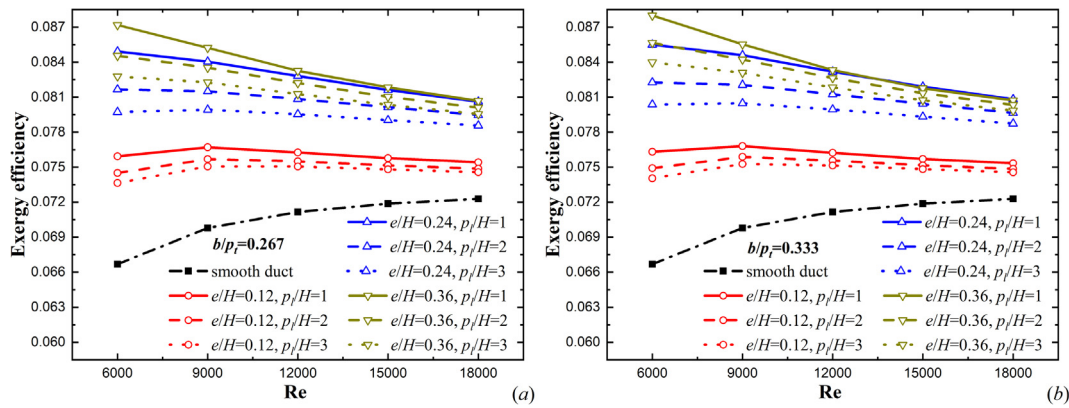 0.087
0.084
0.081
0.078
0.075
0.072
0.069
0.066
0.063
0.060
Exergy efficiency
b/pt=0.267
smooth duct
e/H=0.12, pl/H=1
e/H=0.12, pl/H=2
e/H=0.12, pl/H=3
e/H=0.24, pl/H=1
e/H=0.24, pl/H=2
e/H=0.24, pl/H=3
e/H=0.36, pl/H=1
e/H=0.36, pl/H=2
e/H=0.36, pl/H=3
6000 9000 12000 15000 18000
Re
(a)
0.087
0.084
0.081
0.078
0.075
0.072
0.069
0.066
0.063
0.060
Exergy efficiency
b/pt=0.333
smooth duct
e/H=0.12, pl/H=1
e/H=0.12, pl/H=2
e/H=0.12, pl/H=3
e/H=0.24, pl/H=1
e/H=0.24, pl/H=2
e/H=0.24, pl/H=3
e/H=0.36, pl/H=1
e/H=0.36, pl/H=2
e/H=0.36, pl/H=3
6000 9000 12000 15000 18000
Re
(b)